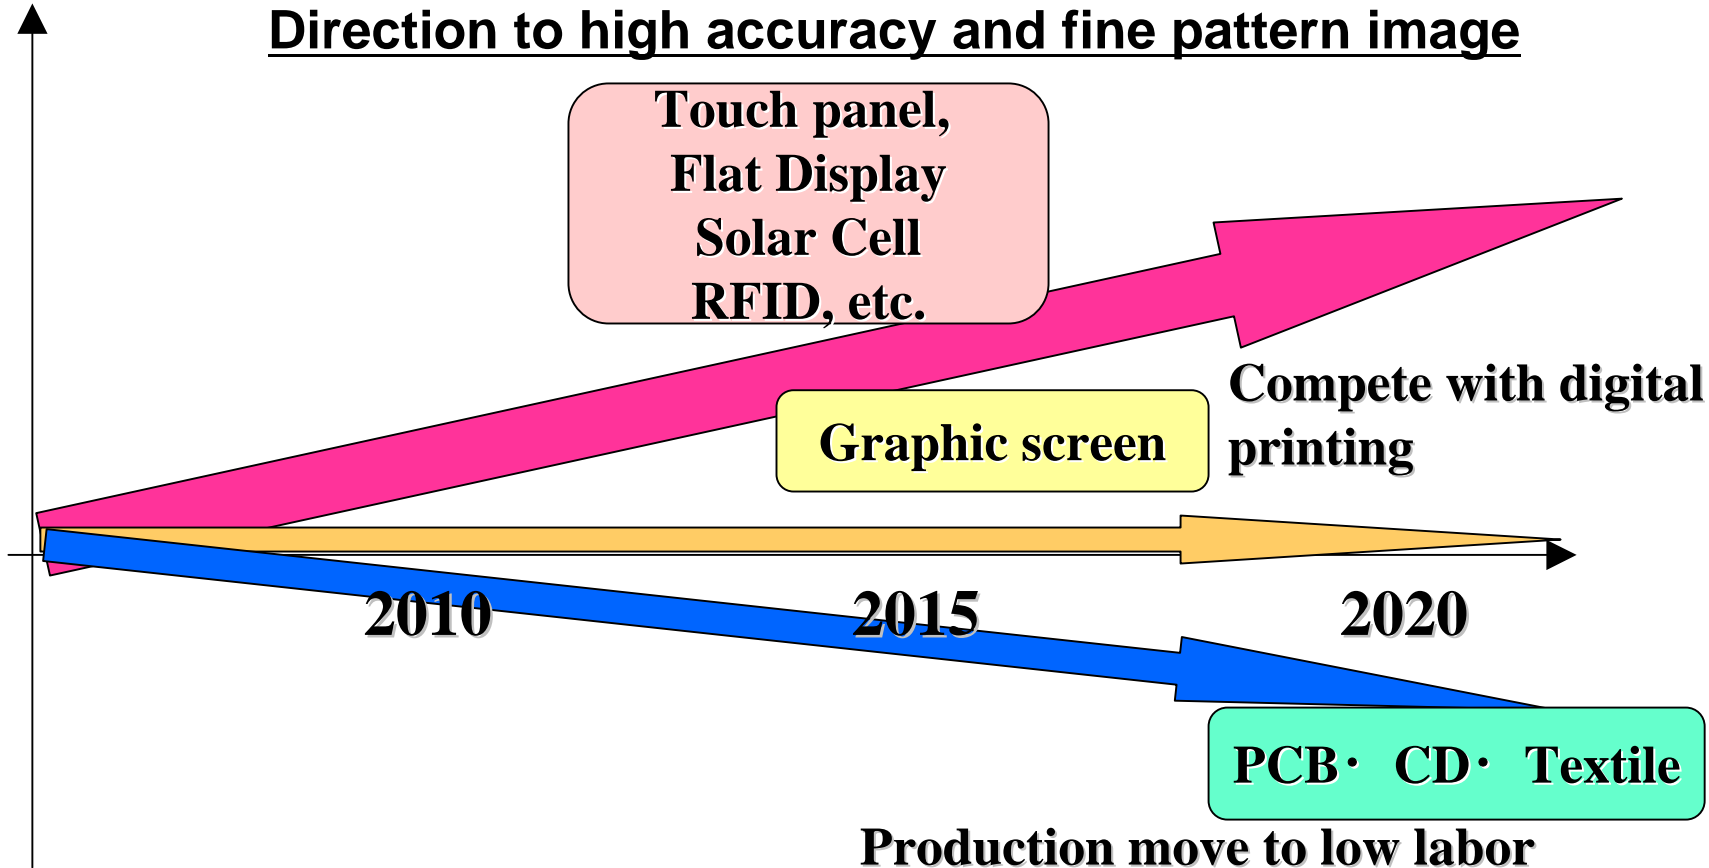 Direction to high accuracy and fine pattern image
Touch panel,
Flat Display
Solar Cell
RFID, etc.
Compete with digital
printing
Graphic screen
2010
2015
2020
PCB・ CD・ Textile
Production move to low labor